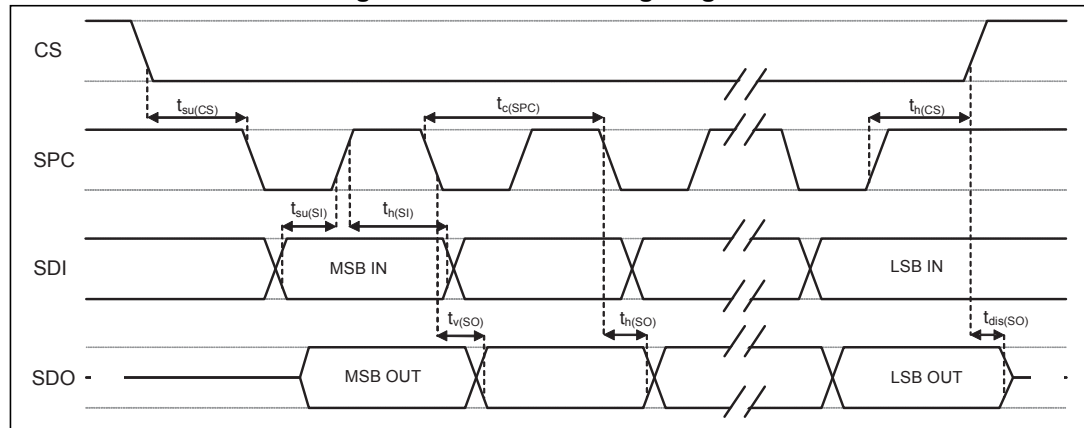 CS
t_su(CS)
t_c(SPC)
t_h(CS)
SPC
t_su(SI)
t_h(SI)
SDI
MSB IN
LSB IN
t_v(SO)
t_h(SO)
t_dis(SO)
SDO
MSB OUT
LSB OUT